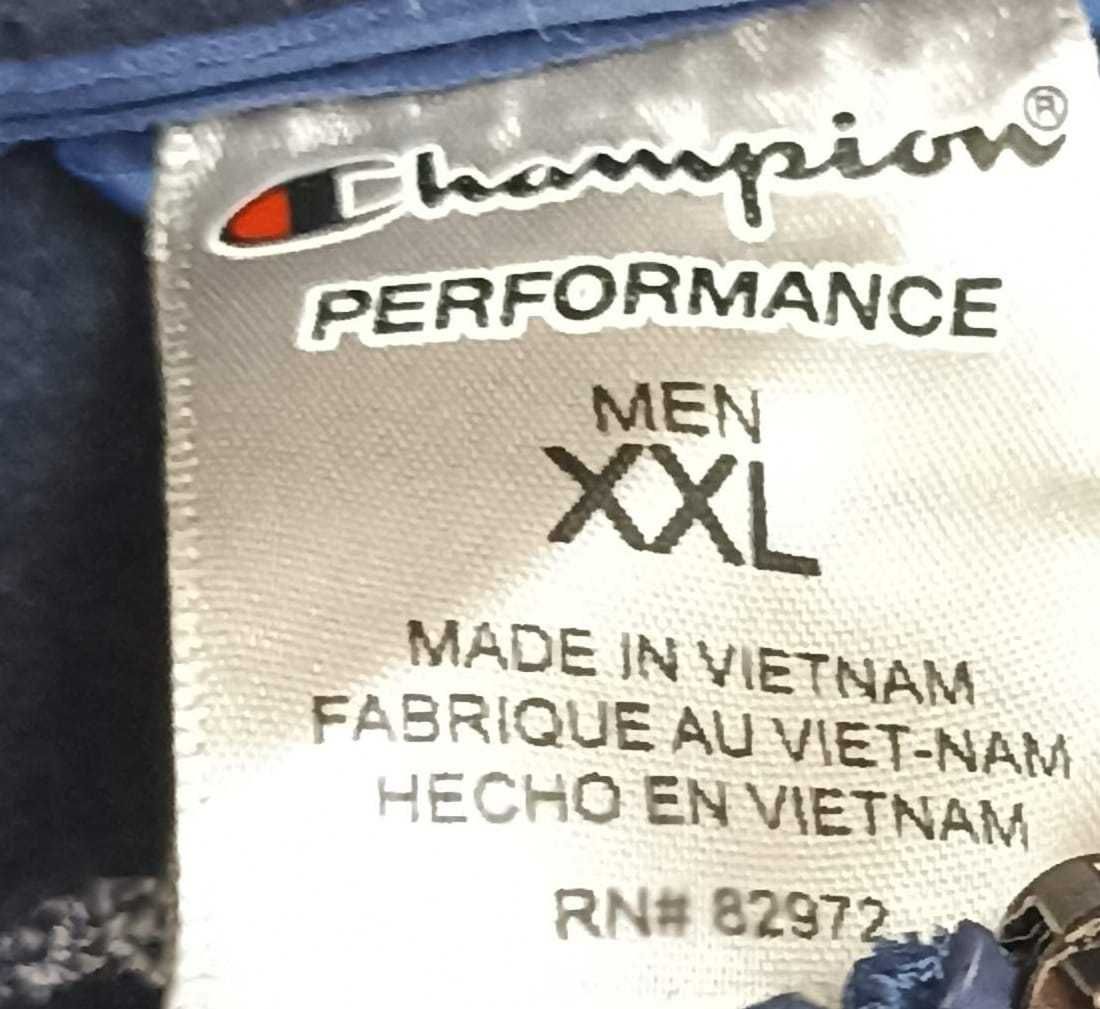 Champion®
PERFORMANCE
MEN
XXL
MADE IN VIETNAM
FABRIQUE AU VIET-NAM
HECHO EN VIETNAM
RN# 82972